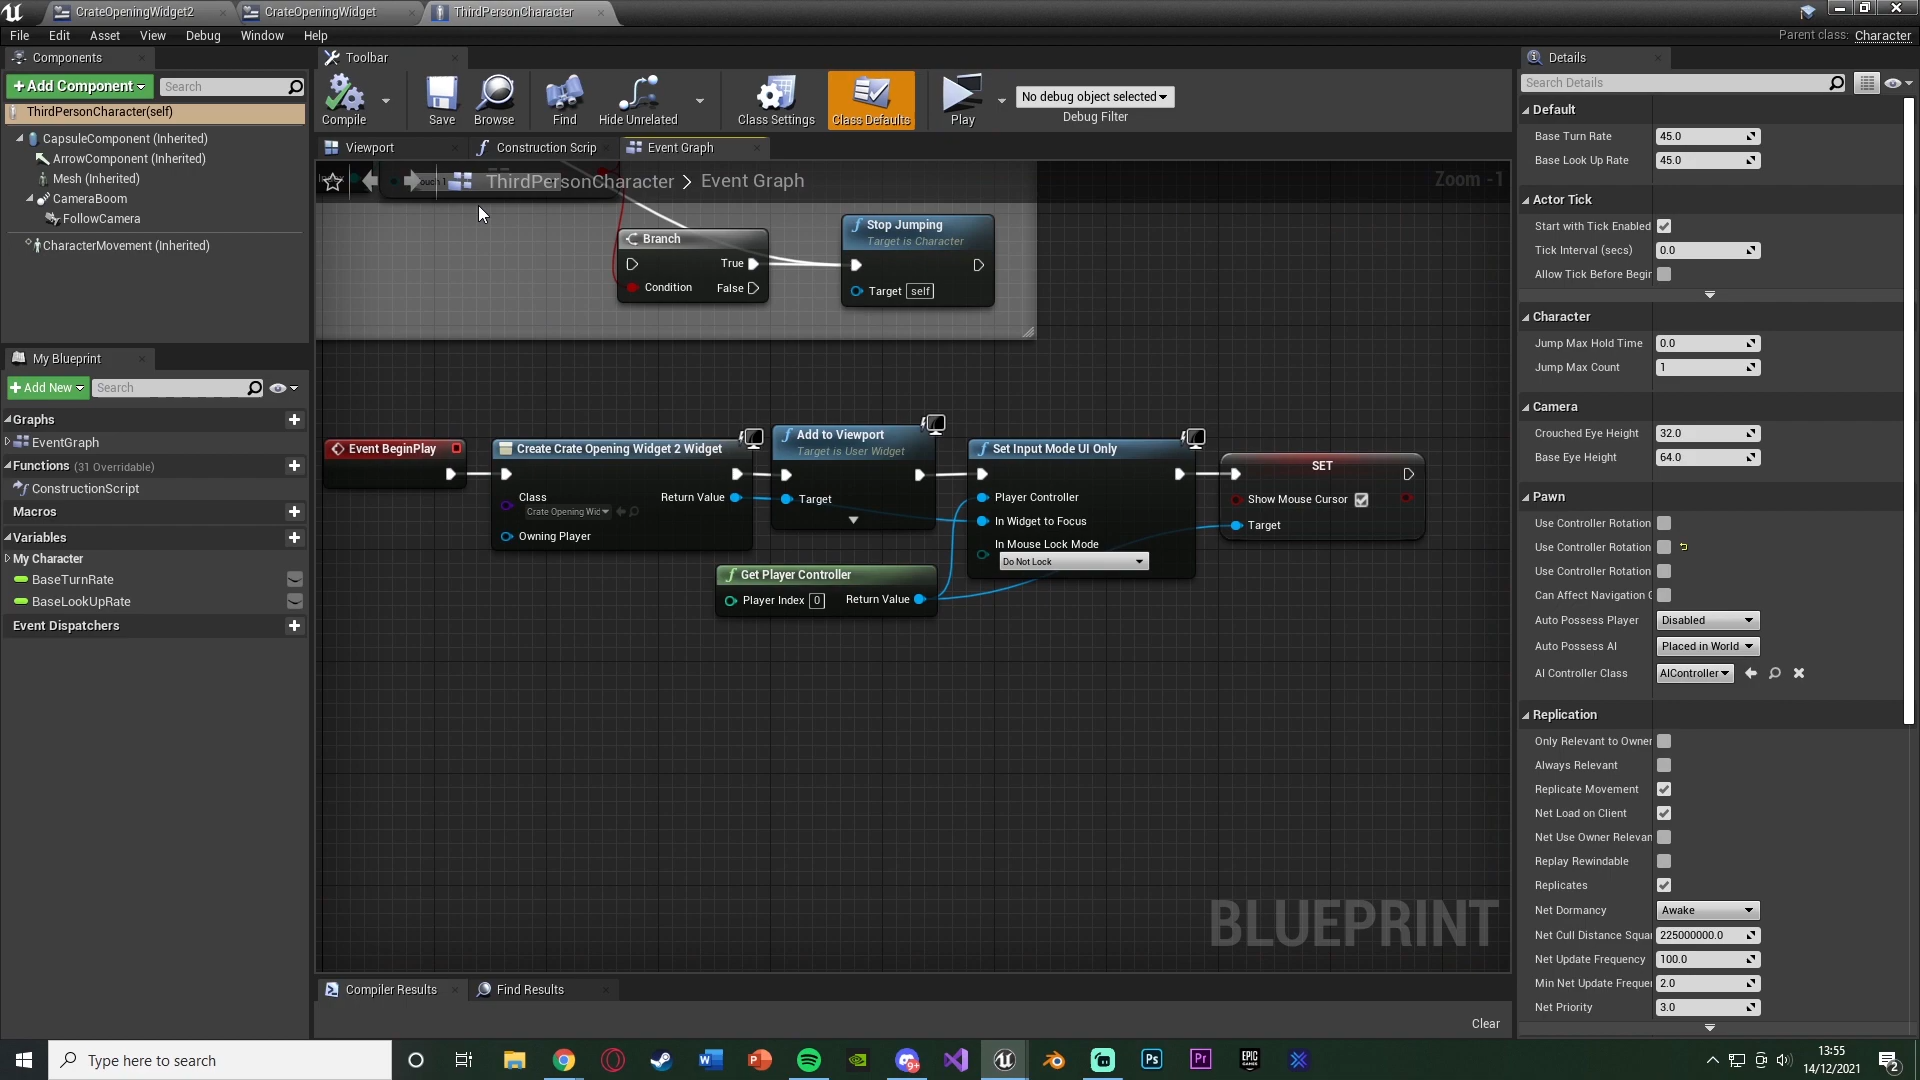 CrateOpeningWidget2
CrateOpeningWidget
ThirdPersonCharacter
File Edit Asset View Debug Window Help
Parent class: Character
Components
Toolbar
Details
Add Component
Search
ThirdPersonCharacter(self)
CapsuleComponent (Inherited)
ArrowComponent (Inherited)
Mesh (Inherited)
CameraBoom
FollowCamera
CharacterMovement (Inherited)
My Blueprint
Add New
Search
Graphs
EventGraph
Functions (31 Overridable)
ConstructionScript
Macros
Variables
My Character
BaseTurnRate
BaseLookUpRate
Event Dispatchers
Compile
Save
Browse
Find
Hide Unrelated
Class Settings
Class Defaults
Play
No debug object selected
Debug Filter
Viewport
Construction Scrip
Event Graph
ThirdPersonCharacter > Event Graph
Zoom -1
Branch
True
Condition False
Stop Jumping
Target is Character
Target self
Event BeginPlay
Create Crate Opening Widget 2 Widget
Class
Crate Opening Wid
Return Value
Owning Player
Add to Viewport
Target is User Widget
Target
Set Input Mode UI Only
Player Controller
In Widget to Focus
In Mouse Lock Mode
Do Not Lock
SET
Show Mouse Cursor
Target
Get Player Controller
Player Index 0 Return Value
BLUEPRINT
Compiler Results
Find Results
Clear
Search Details
Default
Base Turn Rate 45.0
Base Look Up Rate 45.0
Actor Tick
Start with Tick Enabled
Tick Interval (secs) 0.0
Allow Tick Before Begin
Character
Jump Max Hold Time 0.0
Jump Max Count 1
Camera
Crouched Eye Height 32.0
Base Eye Height 64.0
Pawn
Use Controller Rotation
Use Controller Rotation
Use Controller Rotation
Can Affect Navigation
Auto Possess Player Disabled
Auto Possess AI Placed in World
AI Controller Class AIController
Replication
Only Relevant to Owner
Always Relevant
Replicate Movement
Net Load on Client
Net Use Owner Relevan
Replay Rewindable
Replicates
Net Dormancy Awake
Net Cull Distance Squa 225000000.0
Net Update Frequency 100.0
Min Net Update Freque 2.0
Net Priority 3.0
Type here to search
13:55
14/12/2021